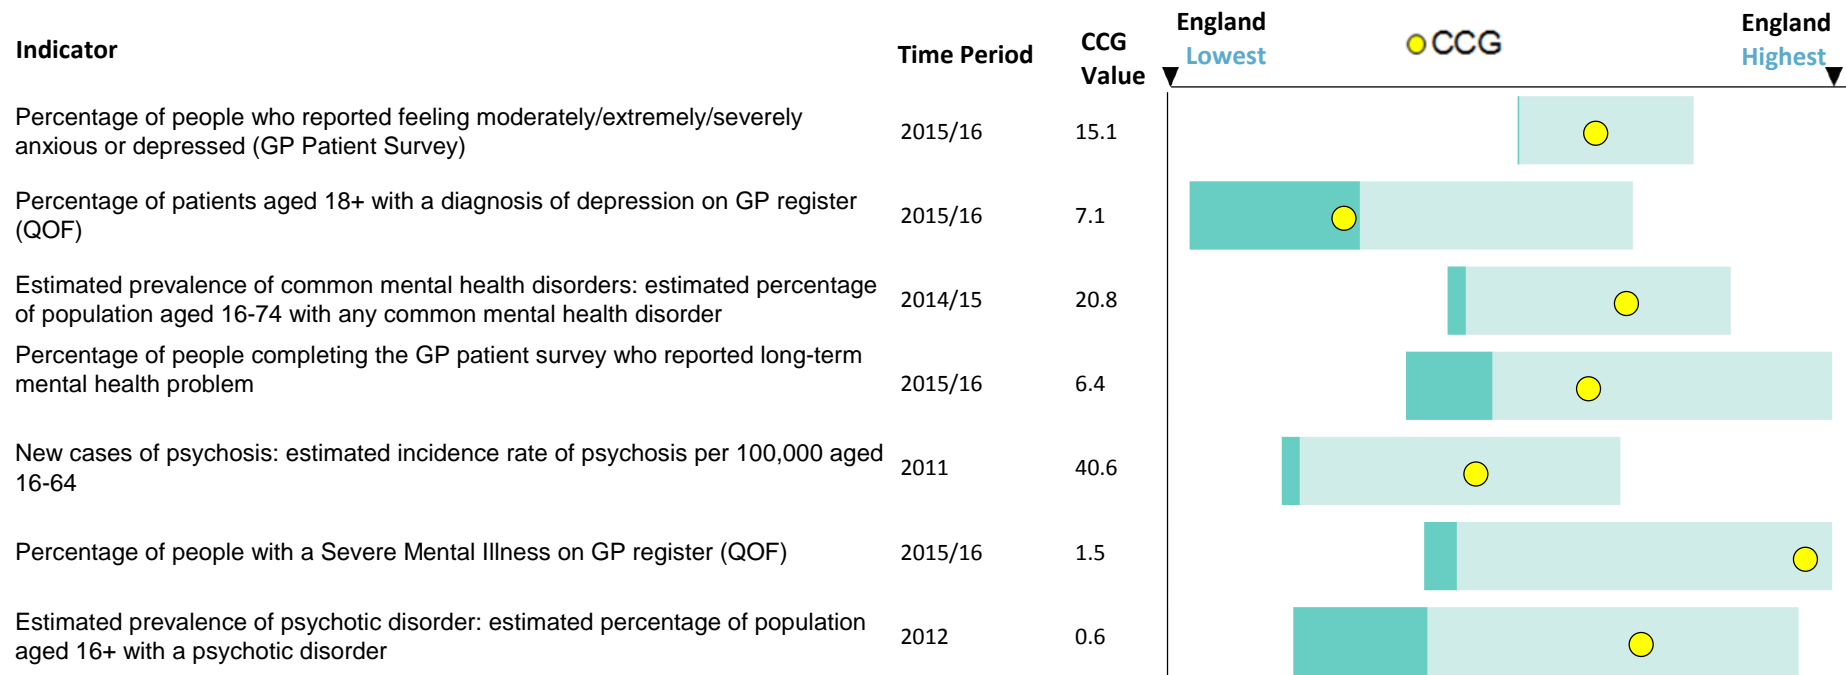 Indicator
Time Period
CCG
Value
England
Lowest
CCG
England
Highest
Percentage of people who reported feeling moderately/extremely/severely
anxious or depressed (GP Patient Survey)
2015/16
15.1
Percentage of patients aged 18+ with a diagnosis of depression on GP register
(QOF)
2015/16
7.1
Estimated prevalence of common mental health disorders: estimated percentage
of population aged 16-74 with any common mental health disorder
2014/15
20.8
Percentage of people completing the GP patient survey who reported long-term
mental health problem
2015/16
6.4
New cases of psychosis: estimated incidence rate of psychosis per 100,000 aged
16-64
2011
40.6
Percentage of people with a Severe Mental Illness on GP register (QOF)
2015/16
1.5
Estimated prevalence of psychotic disorder: estimated percentage of population
aged 16+ with a psychotic disorder
2012
0.6